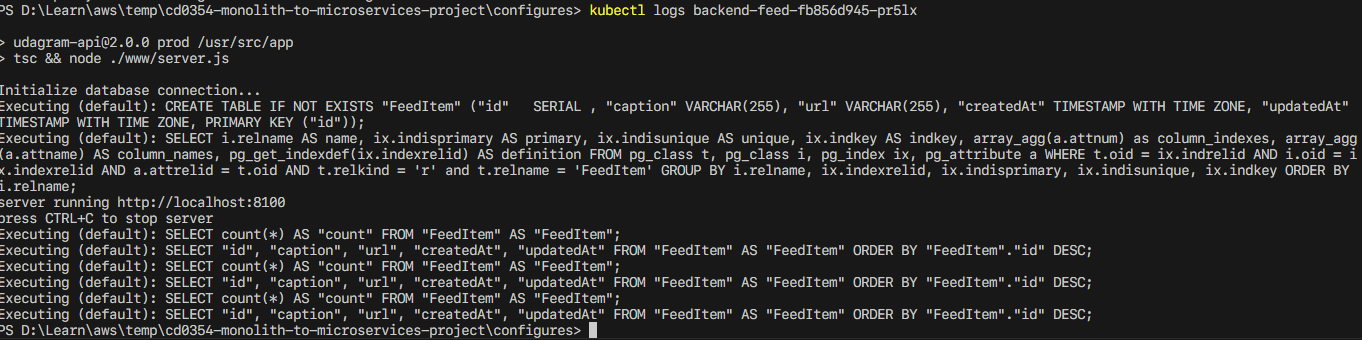 PS D:\Learn\aws\temp\cd0354-monolith-to-microservices-project\configures> kubectl logs backend-feed-fb856d945-pr5lx
> udagram-api@2.0.0 prod /usr/src/app
> tsc && node ./www/server.js
Initialize database connection...
Executing (default): CREATE TABLE IF NOT EXISTS "FeedItem" ("id"   SERIAL , "caption" VARCHAR(255), "url" VARCHAR(255), "createdAt" TIMESTAMP WITH TIME ZONE, "updatedAt"
TIMESTAMP WITH TIME ZONE, PRIMARY KEY ("id"));
Executing (default): SELECT i.relname AS name, ix.indisprimary AS primary, ix.indisunique AS unique, ix.indkey AS indkey, array_agg(a.attnum) as column_indexes, array_agg
(a.attname) AS column_names, pg_get_indexdef(ix.indexrelid) AS definition FROM pg_class t, pg_class i, pg_index ix, pg_attribute a WHERE t.oid = ix.indrelid AND i.oid = i
x.indexrelid AND a.attrelid = t.oid AND t.relkind = 'r' and t.relname = 'FeedItem' GROUP BY i.relname, ix.indexrelid, ix.indisprimary, ix.indisunique, ix.indkey ORDER BY
i.relname;
server running http://localhost:8100
press CTRL+C to stop server
Executing (default): SELECT count(*) AS "count" FROM "FeedItem" AS "FeedItem";
Executing (default): SELECT "id", "caption", "url", "createdAt", "updatedAt" FROM "FeedItem" AS "FeedItem" ORDER BY "FeedItem"."id" DESC;
Executing (default): SELECT count(*) AS "count" FROM "FeedItem" AS "FeedItem";
Executing (default): SELECT "id", "caption", "url", "createdAt", "updatedAt" FROM "FeedItem" AS "FeedItem" ORDER BY "FeedItem"."id" DESC;
Executing (default): SELECT count(*) AS "count" FROM "FeedItem" AS "FeedItem";
Executing (default): SELECT "id", "caption", "url", "createdAt", "updatedAt" FROM "FeedItem" AS "FeedItem" ORDER BY "FeedItem"."id" DESC;
PS D:\Learn\aws\temp\cd0354-monolith-to-microservices-project\configures>